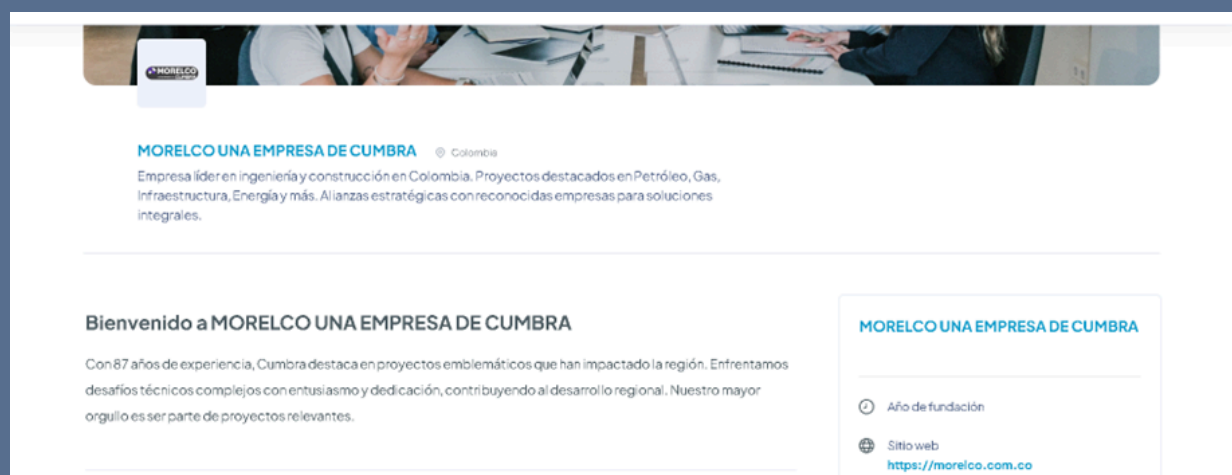 MORELCO
CUMBRA
MORELCO UNA EMPRESA DE CUMBRA
Colombia
Empresa líder en ingeniería y construcción en Colombia. Proyectos destacados en Petróleo, Gas,
Infraestructura, Energía y más. Alianzas estratégicas con reconocidas empresas para soluciones
integrales.
Bienvenido a MORELCO UNA EMPRESA DE CUMBRA
Con 87 años de experiencia, Cumbra destaca en proyectos emblemáticos que han impactado la región. Enfrentamos
desafíos técnicos complejos con entusiasmo y dedicación, contribuyendo al desarrollo regional. Nuestro mayor
orgullo es ser parte de proyectos relevantes.
MORELCO UNA EMPRESA DE CUMBRA
Año de fundación
Sitio web
https://morelco.com.co